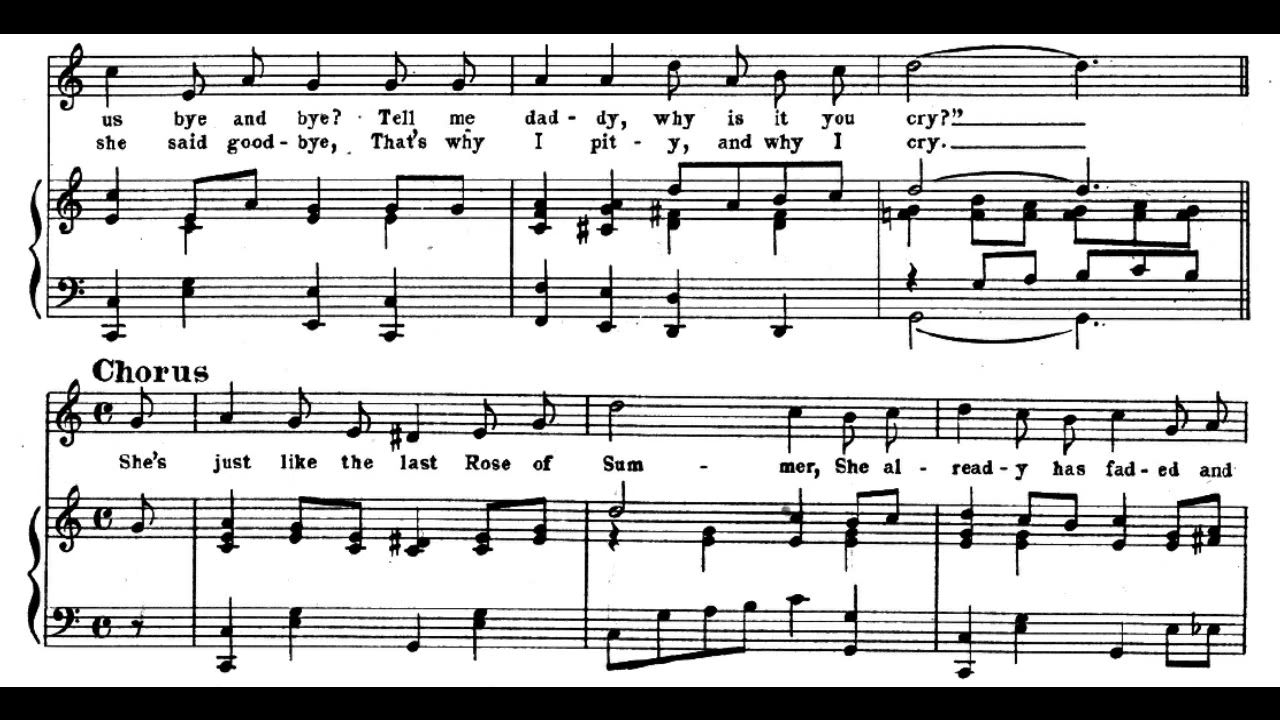 us bye and bye? Tell me dad - dy, why is it you cry?"
she said good - bye, That's why I pit - y, and why I cry.
Chorus
She's just like the last Rose of Sum - mer, She al - read - y has fad - ed and